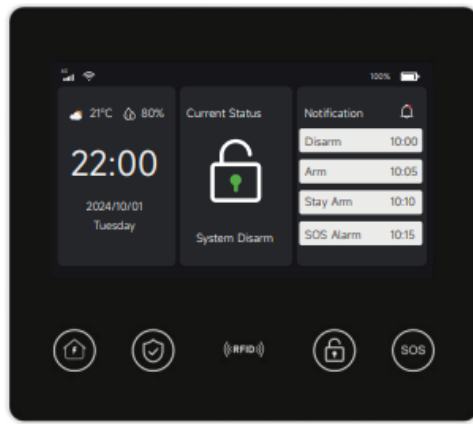 4G
100%
21°C 80%
22:00
2024/10/01
Tuesday
Current Status
System Disarm
Notification
Disarm 10:00
Arm 10:05
Stay Arm 10:10
SOS Alarm 10:15
RFID
SOS